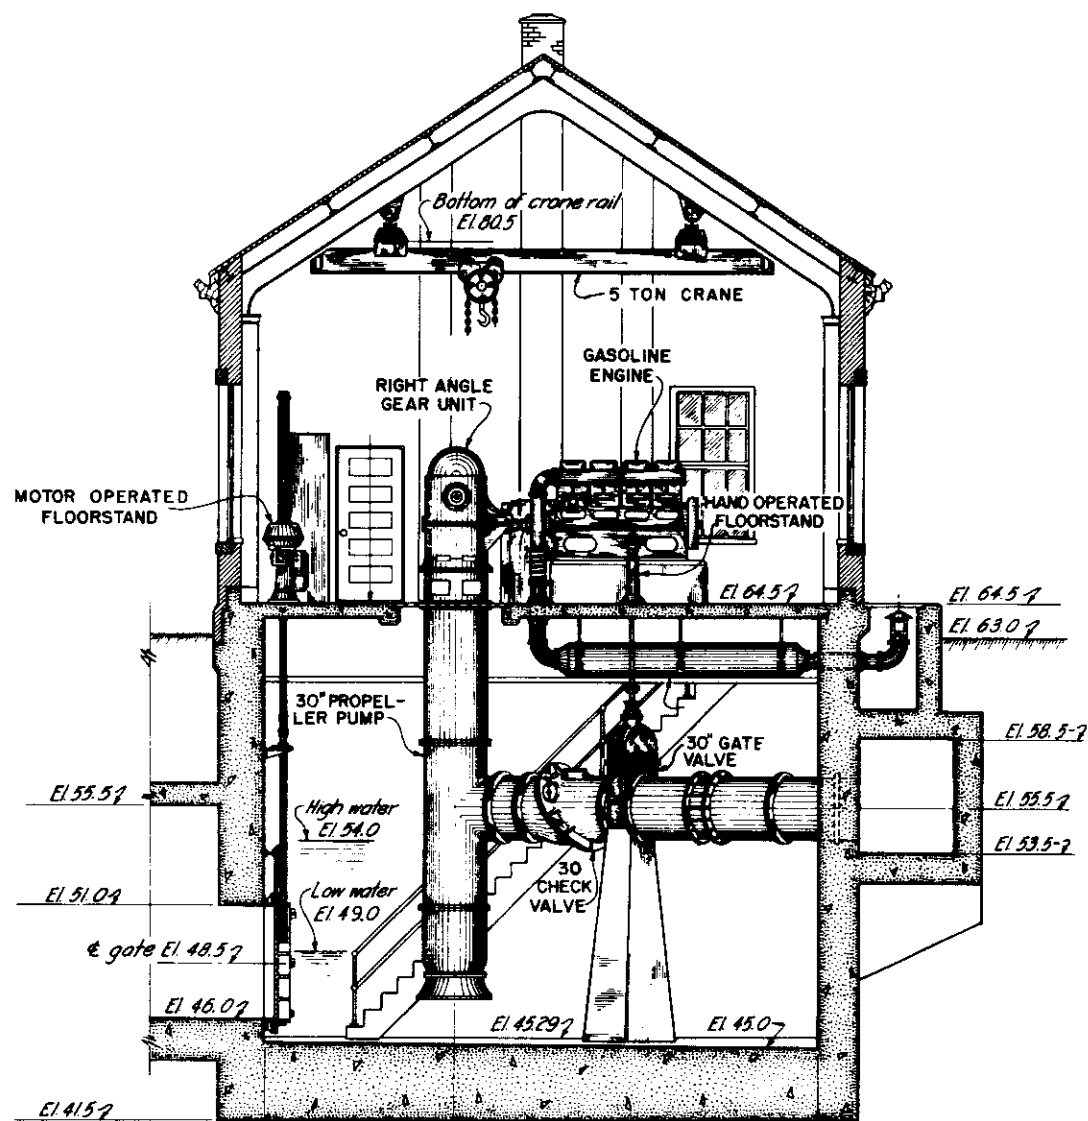 Bottom of crane rail
El. 80.5
5 TON CRANE
GASOLINE
ENGINE
RIGHT ANGLE
GEAR UNIT
MOTOR OPERATED
FLOORSTAND
HAND OPERATED
FLOORSTAND
El. 64.5
El. 64.5
El. 63.0
30" PROPEL-
LER PUMP
30" GATE
VALVE
El. 58.5
El. 55.5
High water
El. 54.0
El. 55.5
El. 53.5
30
CHECK
VALVE
Low water
El. 49.0
El. 51.0
℄ gate El. 48.5
El. 46.0
El. 45.29
El. 45.0
El. 41.5